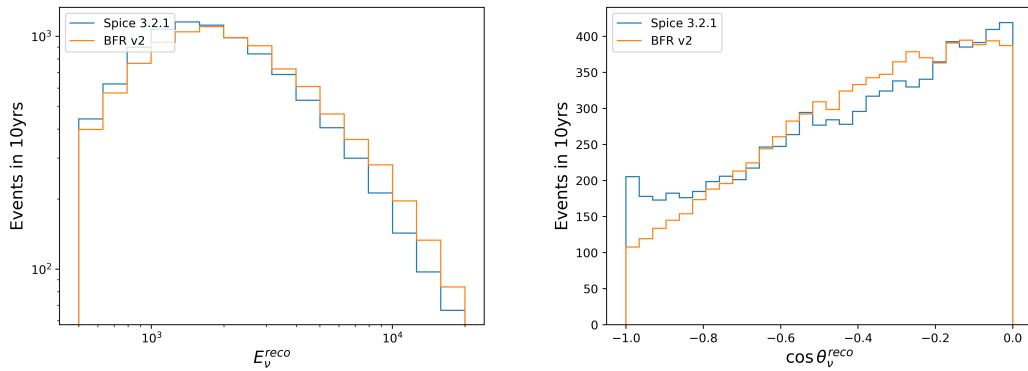 Spice 3.2.1
BFR v2
Events in 10yrs
10³
10²
10³
10⁴
E_ν^reco
Spice 3.2.1
BFR v2
Events in 10yrs
400
350
300
250
200
150
100
50
0
−1.0 −0.8 −0.6 −0.4 −0.2 0.0
cos θ_ν^reco